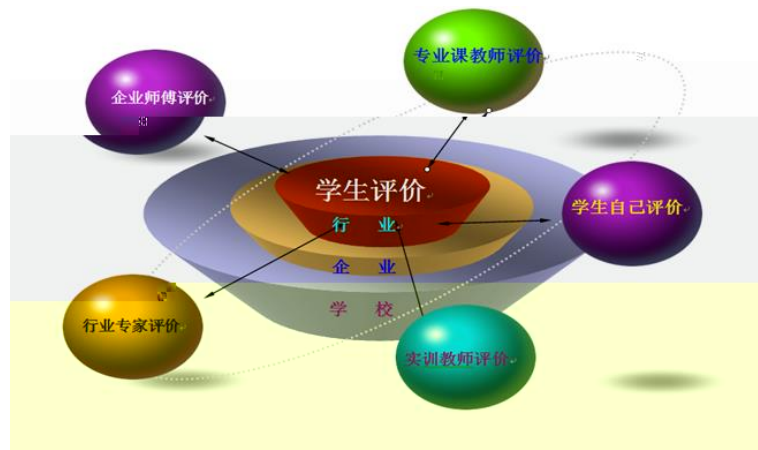 专业课教师评价
企业师傅评价
学生评价
学生自己评价
行 业
企 业
学 校
行业专家评价
实训教师评价